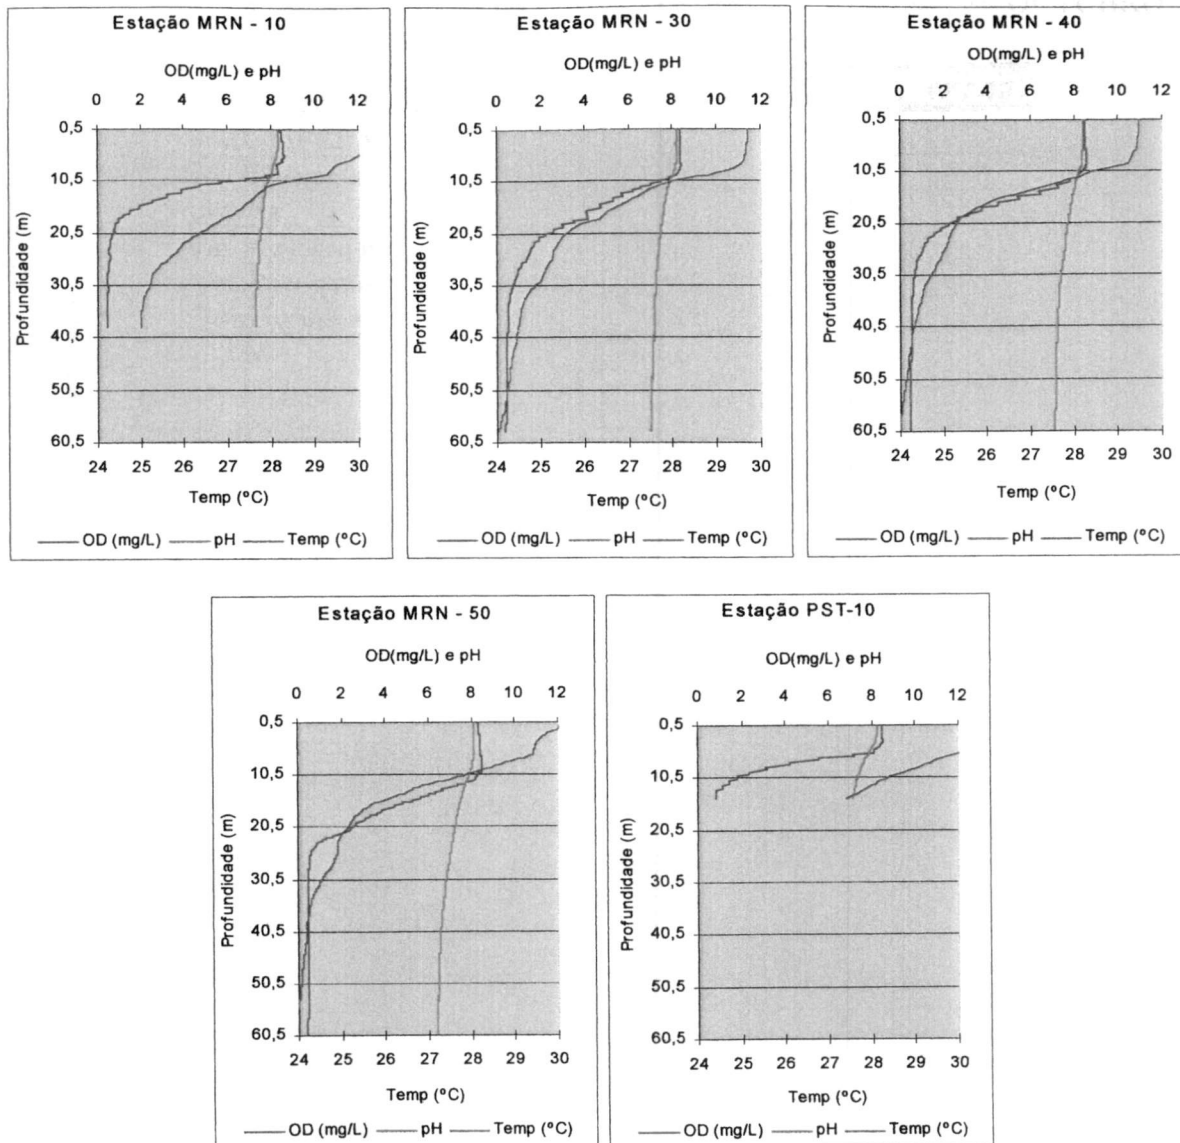 Estação MRN - 10
OD(mg/L) e pH
0 2 4 6 8 10 12
0,5
10,5
20,5
30,5
40,5
50,5
60,5
Profundidade (m)
24 25 26 27 28 29 30
Temp (ºC)
OD (mg/L) pH Temp (ºC)
Estação MRN - 30
OD(mg/L) e pH
0 2 4 6 8 10 12
0,5
10,5
20,5
30,5
40,5
50,5
60,5
Profundidade (m)
24 25 26 27 28 29 30
Temp (ºC)
OD (mg/L) pH Temp (ºC)
Estação MRN - 40
OD(mg/L) e pH
0 2 4 6 8 10 12
0,5
10,5
20,5
30,5
40,5
50,5
60,5
Profundidade (m)
24 25 26 27 28 29 30
Temp (ºC)
OD (mg/L) pH Temp (ºC)
Estação MRN - 50
OD(mg/L) e pH
0 2 4 6 8 10 12
0,5
10,5
20,5
30,5
40,5
50,5
60,5
Profundidade (m)
24 25 26 27 28 29 30
Temp (ºC)
OD (mg/L) pH Temp (ºC)
Estação PST-10
OD(mg/L) e pH
0 2 4 6 8 10 12
0,5
10,5
20,5
30,5
40,5
50,5
60,5
Profundidade (m)
24 25 26 27 28 29 30
Temp (ºC)
OD (mg/L) pH Temp (ºC)